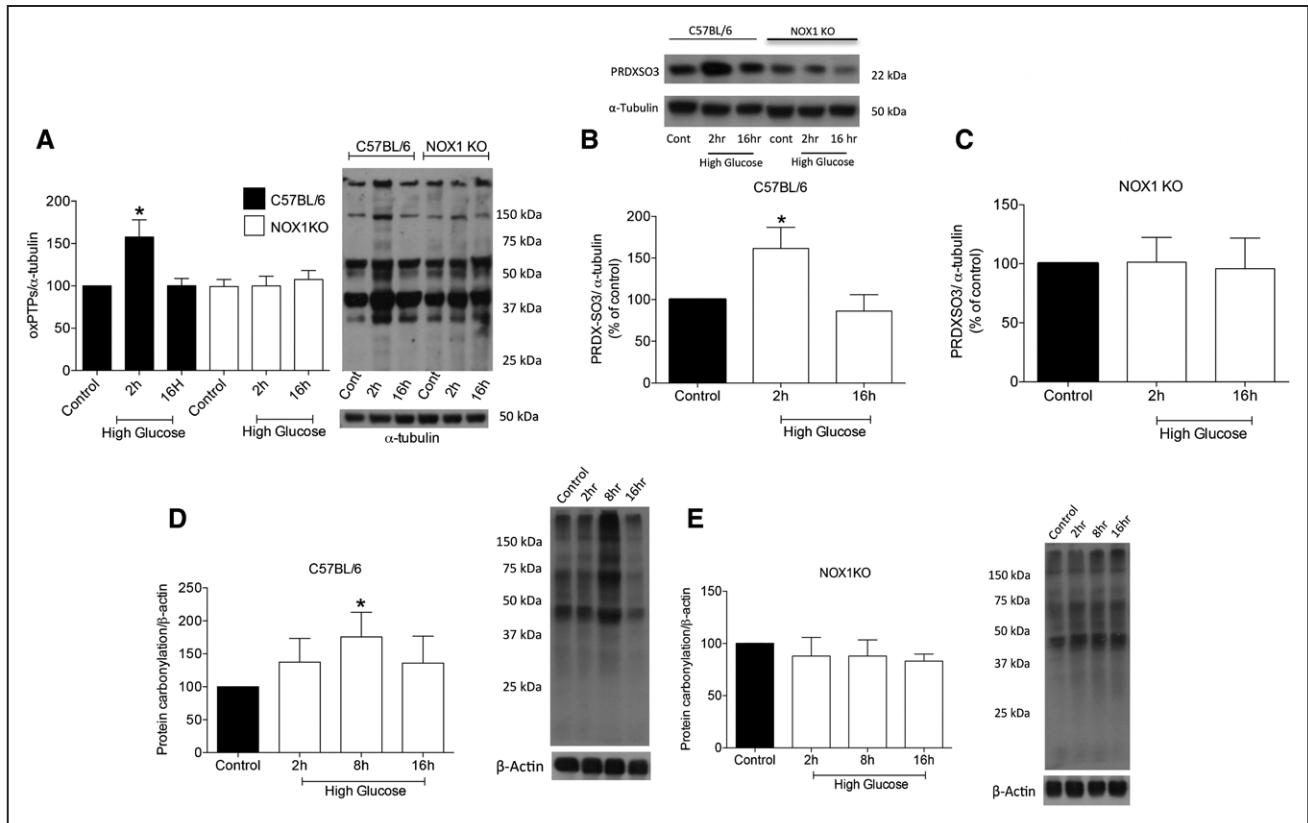 C57BL/6 NOX1 KO
PRDXSO3
22 kDa
α-Tubulin
50 kDa
Cont 2hr 16hr cont 2hr 16 hr
High Glucose High Glucose
A
C57BL/6
NOX1KO
200
150
100
50
0
oxPTPs/α-tubulin
*
Control 2h 16H Control 2h 16h
High Glucose High Glucose
C57BL/6 NOX1 KO
150 kDa
75 kDa
50 kDa
37 kDa
25 kDa
Cont 2h 16h Cont 2h 16h
50 kDa
α-tubulin
B
C57BL/6
200
150
100
50
0
PRDX-SO3/ α-tubulin
(% of control)
*
Control 2h 16h
High Glucose
C
NOX1 KO
150
100
50
0
PRDXSO3/ α-tubulin
(% of control)
Control 2h 16h
High Glucose
D
C57BL/6
250
200
150
100
50
0
Protein carbonylation/β-actin
*
Control 2h 8h 16h
High Glucose
Control 2hr 8hr 16hr
150 kDa
75 kDa
50 kDa
37 kDa
25 kDa
β-Actin
E
NOX1KO
150
100
50
0
Protein carbonylation/β-actin
Control 2h 8h 16h
High Glucose
Control 2hr 8hr 16hr
150 kDa
75 kDa
50 kDa
37 kDa
25 kDa
β-Actin